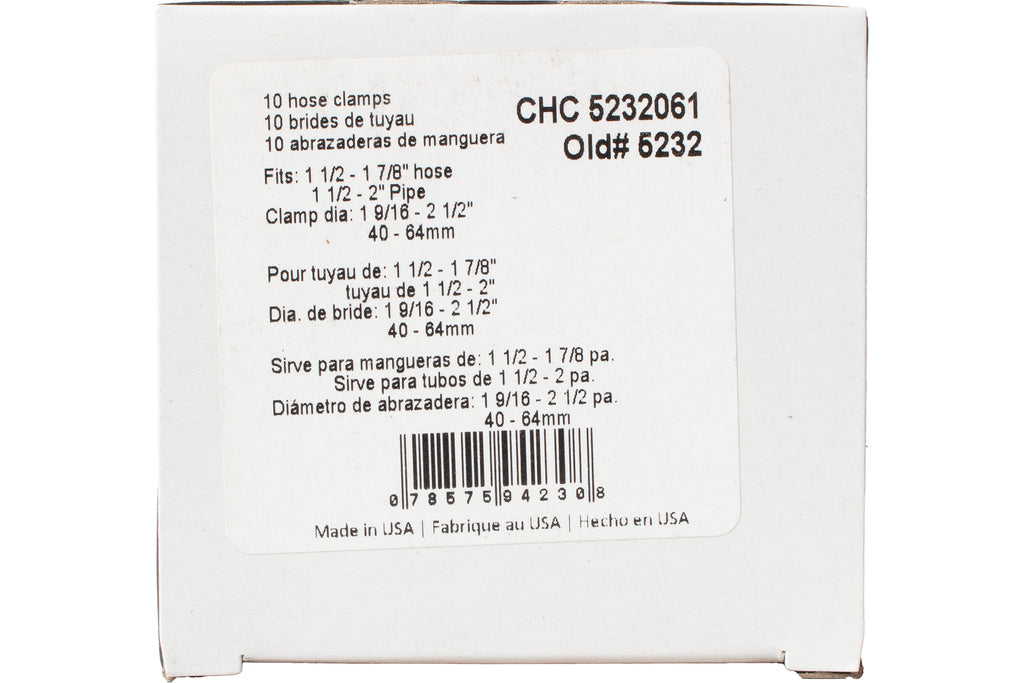 10 hose clamps
10 brides de tuyau
10 abrazaderas de manguera
CHC 5232061
Old# 5232
Fits: 1 1/2 - 1 7/8" hose
1 1/2 - 2" Pipe
Clamp dia: 1 9/16 - 2 1/2"
40 - 64mm
Pour tuyau de: 1 1/2 - 1 7/8"
tuyau de 1 1/2 - 2"
Dia. de bride: 1 9/16 - 2 1/2"
40 - 64mm
Sirve para mangueras de: 1 1/2 - 1 7/8 pa.
Sirve para tubos de 1 1/2 - 2 pa.
Diámetro de abrazadera: 1 9/16 - 2 1/2 pa.
40 - 64mm
0 78575 94230 8
Made in USA | Fabrique au USA | Hecho en USA